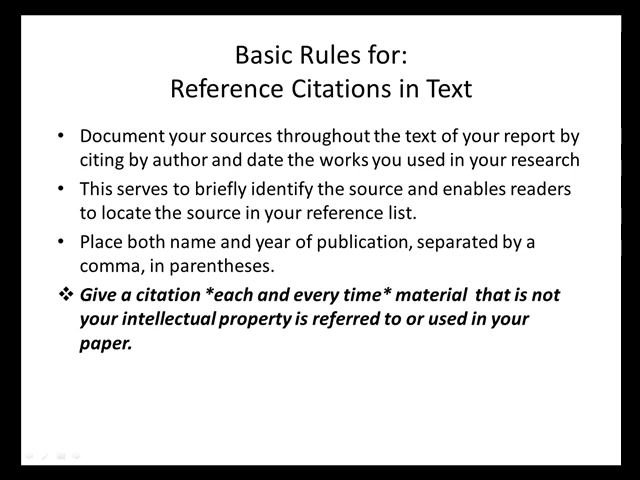 Basic Rules for:
Reference Citations in Text
• Document your sources throughout the text of your report by
citing by author and date the works you used in your research
• This serves to briefly identify the source and enables readers
to locate the source in your reference list.
• Place both name and year of publication, separated by a
comma, in parentheses.
❖ Give a citation *each and every time* material that is not
your intellectual property is referred to or used in your
paper.